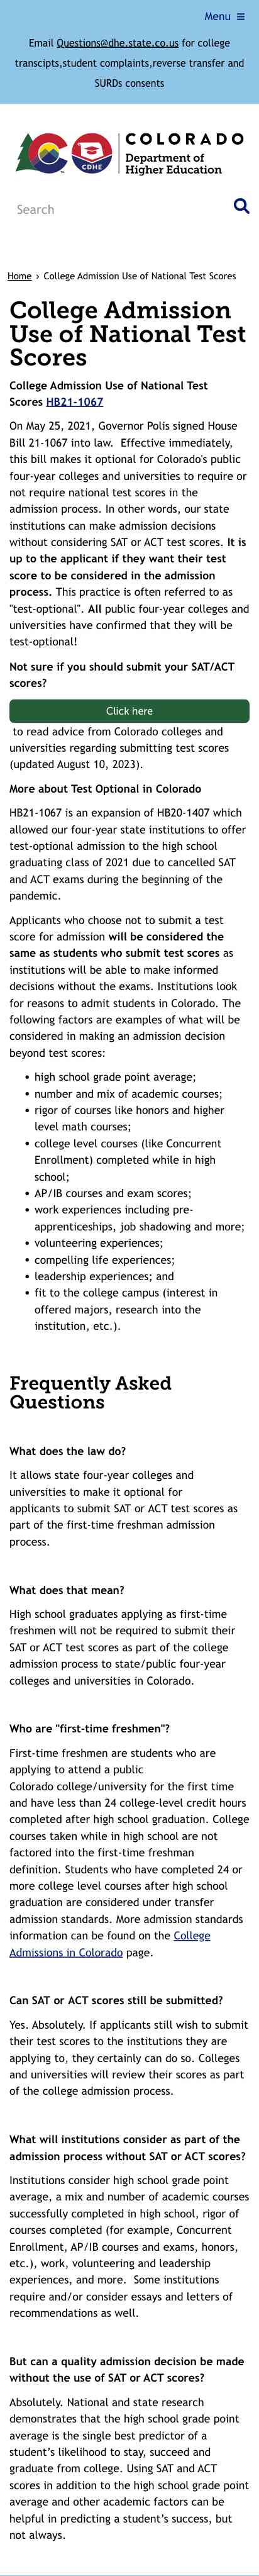 Menu ≡
Email Questions@dhe.state.co.us for college
transcipts,student complaints,reverse transfer and
SURDs consents
CDHE
COLORADO
Department of
Higher Education
Search
Home › College Admission Use of National Test Scores
College Admission
Use of National Test
Scores
College Admission Use of National Test
Scores HB21-1067
On May 25, 2021, Governor Polis signed House
Bill 21-1067 into law.  Effective immediately,
this bill makes it optional for Colorado's public
four-year colleges and universities to require or
not require national test scores in the
admission process. In other words, our state
institutions can make admission decisions
without considering SAT or ACT test scores. It is
up to the applicant if they want their test
score to be considered in the admission
process. This practice is often referred to as
"test-optional". All public four-year colleges and
universities have confirmed that they will be
test-optional!
Not sure if you should submit your SAT/ACT
scores?
Click here
to read advice from Colorado colleges and
universities regarding submitting test scores
(updated August 10, 2023).
More about Test Optional in Colorado
HB21-1067 is an expansion of HB20-1407 which
allowed our four-year state institutions to offer
test-optional admission to the high school
graduating class of 2021 due to cancelled SAT
and ACT exams during the beginning of the
pandemic.
Applicants who choose not to submit a test
score for admission will be considered the
same as students who submit test scores as
institutions will be able to make informed
decisions without the exams. Institutions look
for reasons to admit students in Colorado. The
following factors are examples of what will be
considered in making an admission decision
beyond test scores:
• high school grade point average;
• number and mix of academic courses;
• rigor of courses like honors and higher
level math courses;
• college level courses (like Concurrent
Enrollment) completed while in high
school;
• AP/IB courses and exam scores;
• work experiences including pre-
apprenticeships, job shadowing and more;
• volunteering experiences;
• compelling life experiences;
• leadership experiences; and
• fit to the college campus (interest in
offered majors, research into the
institution, etc.).
Frequently Asked
Questions
What does the law do?
It allows state four-year colleges and
universities to make it optional for
applicants to submit SAT or ACT test scores as
part of the first-time freshman admission
process.
What does that mean?
High school graduates applying as first-time
freshmen will not be required to submit their
SAT or ACT test scores as part of the college
admission process to state/public four-year
colleges and universities in Colorado.
Who are "first-time freshmen"?
First-time freshmen are students who are
applying to attend a public
Colorado college/university for the first time
and have less than 24 college-level credit hours
completed after high school graduation. College
courses taken while in high school are not
factored into the first-time freshman
definition. Students who have completed 24 or
more college level courses after high school
graduation are considered under transfer
admission standards. More admission standards
information can be found on the College
Admissions in Colorado page.
Can SAT or ACT scores still be submitted?
Yes. Absolutely. If applicants still wish to submit
their test scores to the institutions they are
applying to, they certainly can do so. Colleges
and universities will review their scores as part
of the college admission process.
What will institutions consider as part of the
admission process without SAT or ACT scores?
Institutions consider high school grade point
average, a mix and number of academic courses
successfully completed in high school, rigor of
courses completed (for example, Concurrent
Enrollment, AP/IB courses and exams, honors,
etc.), work, volunteering and leadership
experiences, and more.  Some institutions
require and/or consider essays and letters of
recommendations as well.
But can a quality admission decision be made
without the use of SAT or ACT scores?
Absolutely. National and state research
demonstrates that the high school grade point
average is the single best predictor of a
student’s likelihood to stay, succeed and
graduate from college. Using SAT and ACT
scores in addition to the high school grade point
average and other academic factors can be
helpful in predicting a student’s success, but
not always.